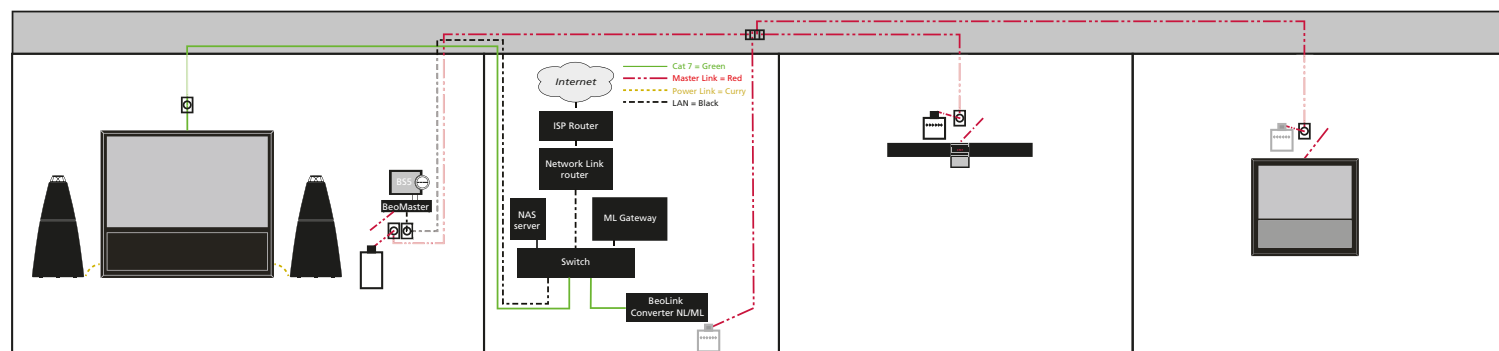 Internet
Cat 7 = Green
Master Link = Red
Power Link = Curry
LAN = Black
ISP Router
Network Link
router
BS5
BeoMaster
NAS
server
ML Gateway
Switch
BeoLink
Converter NL/ML